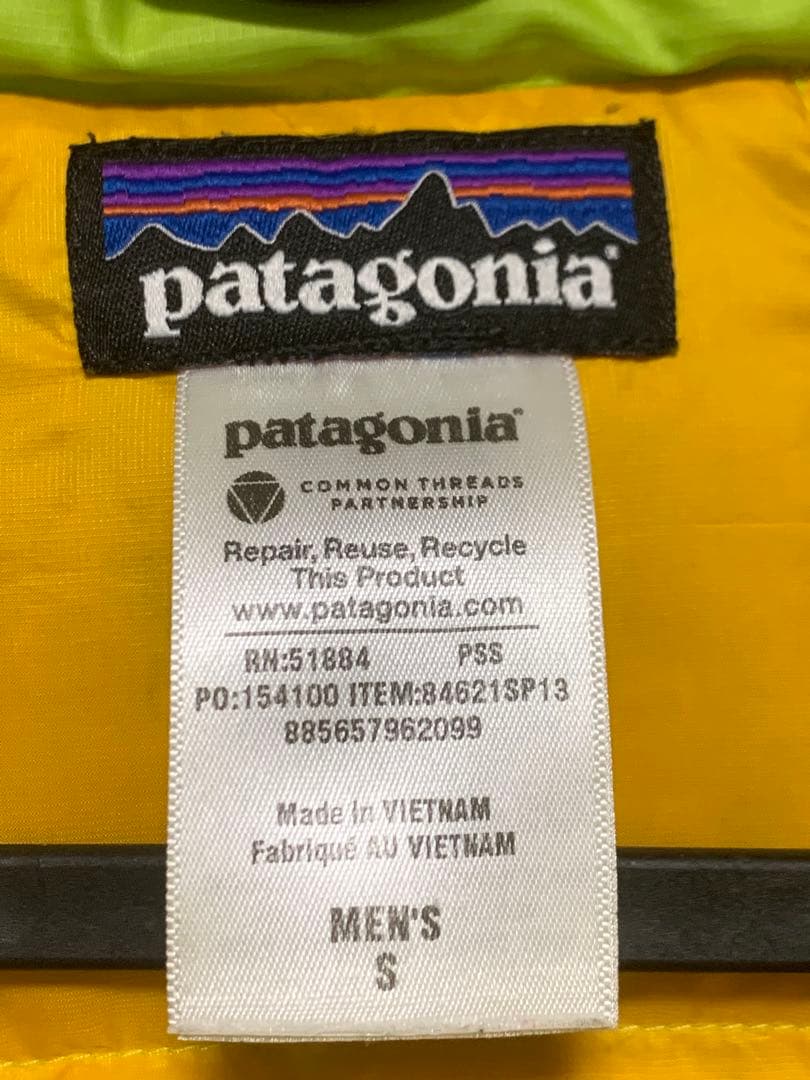 patagonia®
patagonia®
COMMON THREADS
PARTNERSHIP
Repair, Reuse, Recycle
This Product
www.patagonia.com
RN:51884 PSS
PO:154100 ITEM:84621SP13
885657962099
Made in VIETNAM
Fabriqué AU VIETNAM
MEN'S
S